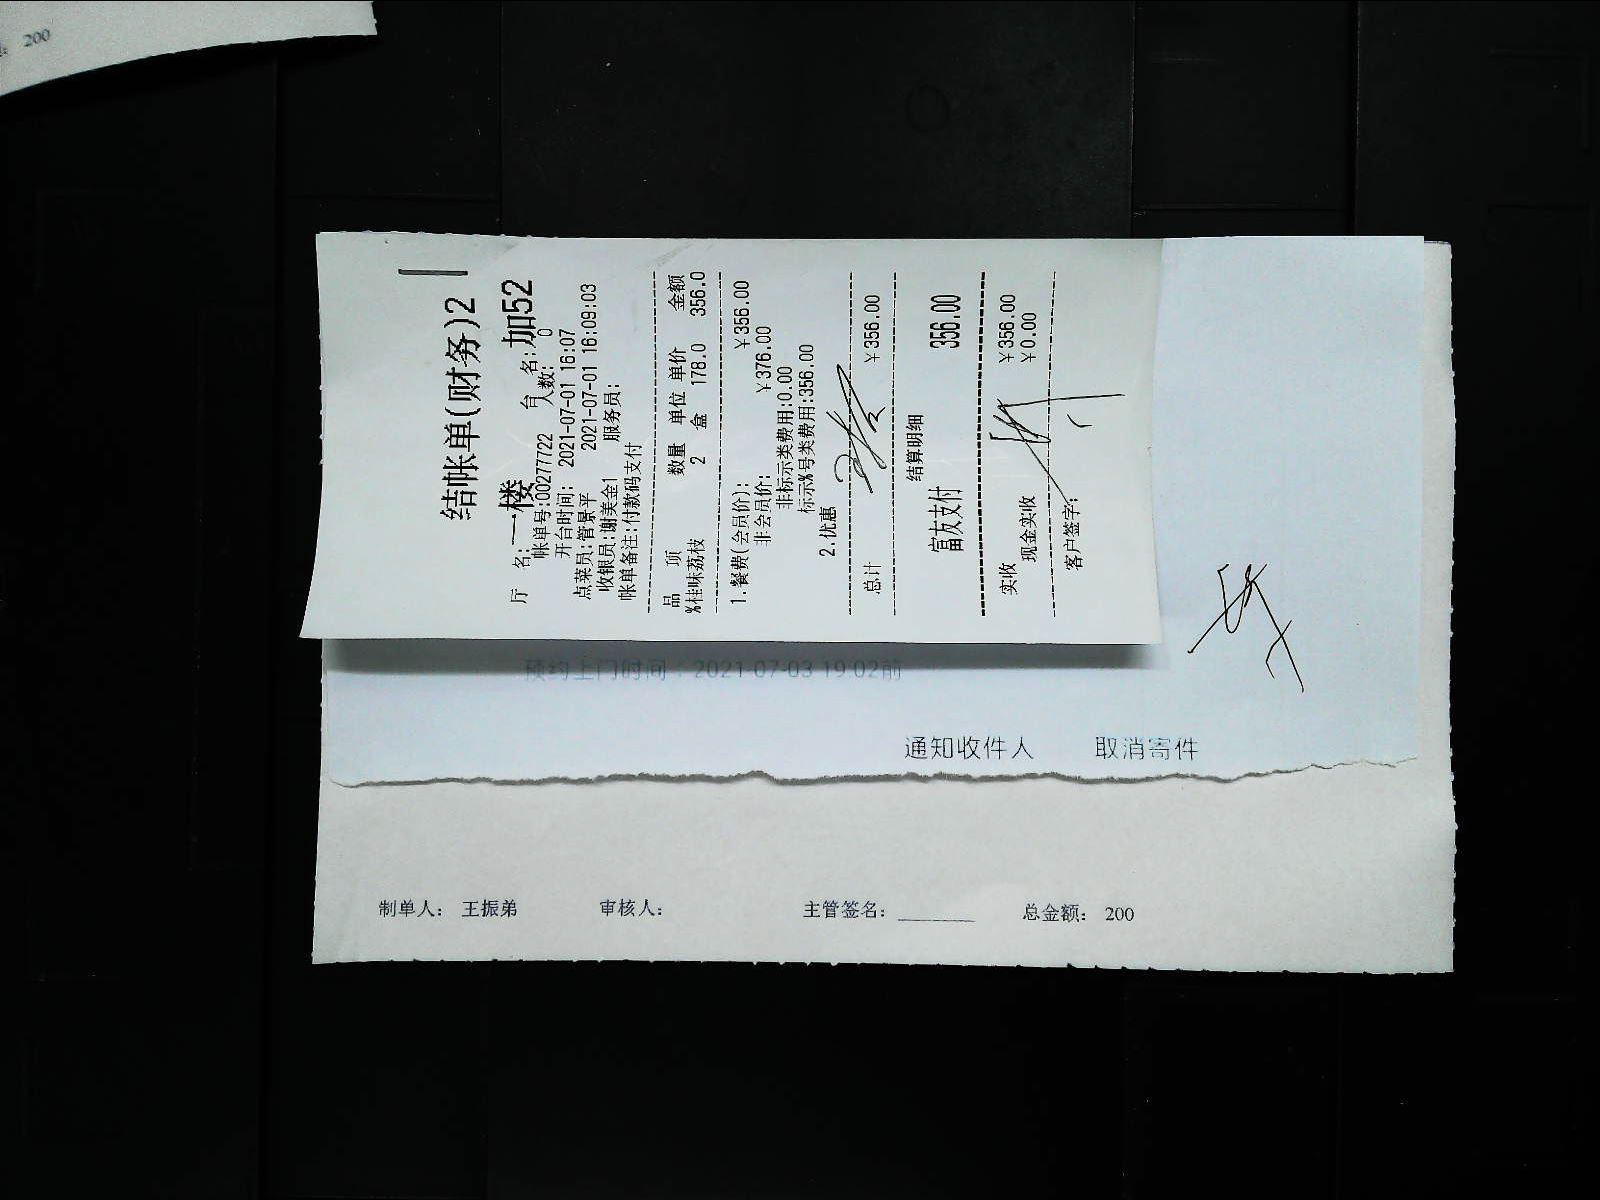 200
结帐单(财务)2
厅 名:一楼 台 名:加52
帐单号:00277722 人数: 0
开台时间: 2021-07-01 16:07
点菜员:管景平 2021-07-01 16:09:03
收银员:谢美金1 服务员:
帐单备注:付款码支付
品 项 数量 单位 单价 金额
%桂味荔枝 2 盒 178.0 356.0
1.餐费(会员价): ￥356.00
非会员价: ￥376.00
非标示类费用:0.00
标示%号类费用:356.00
2.优惠
总计 ￥356.00
结算明细
富友支付 356.00
实收 ￥356.00
现金实收 ￥0.00
客户签字:
预约上门时间：2021-07-03 19:02前
通知收件人 取消寄件
制单人： 王振弟 审核人： 主管签名：________ 总金额： 200